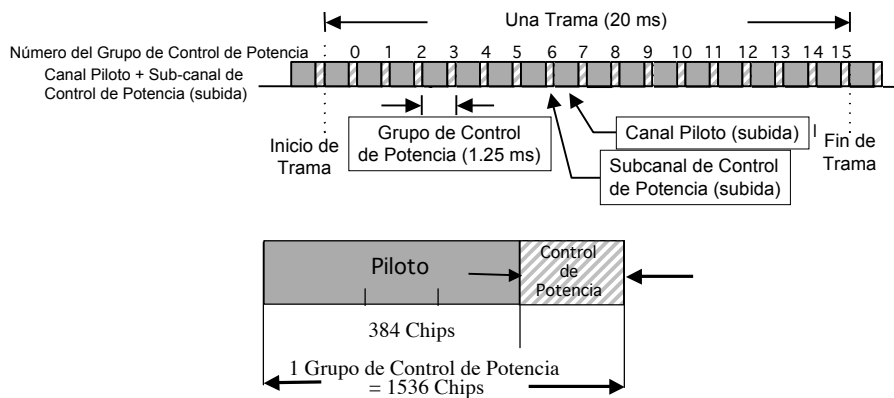 Una Trama (20 ms)
Número del Grupo de Control de Potencia 0 1 2 3 4 5 6 7 8 9 10 11 12 13 14 15
Canal Piloto + Sub-canal de
Control de Potencia (subida)
Inicio de
Trama
Grupo de Control
de Potencia (1.25 ms)
Canal Piloto (subida)
Subcanal de Control
de Potencia (subida)
Fin de
Trama
Piloto
Control
de
Potencia
384 Chips
1 Grupo de Control de Potencia
= 1536 Chips